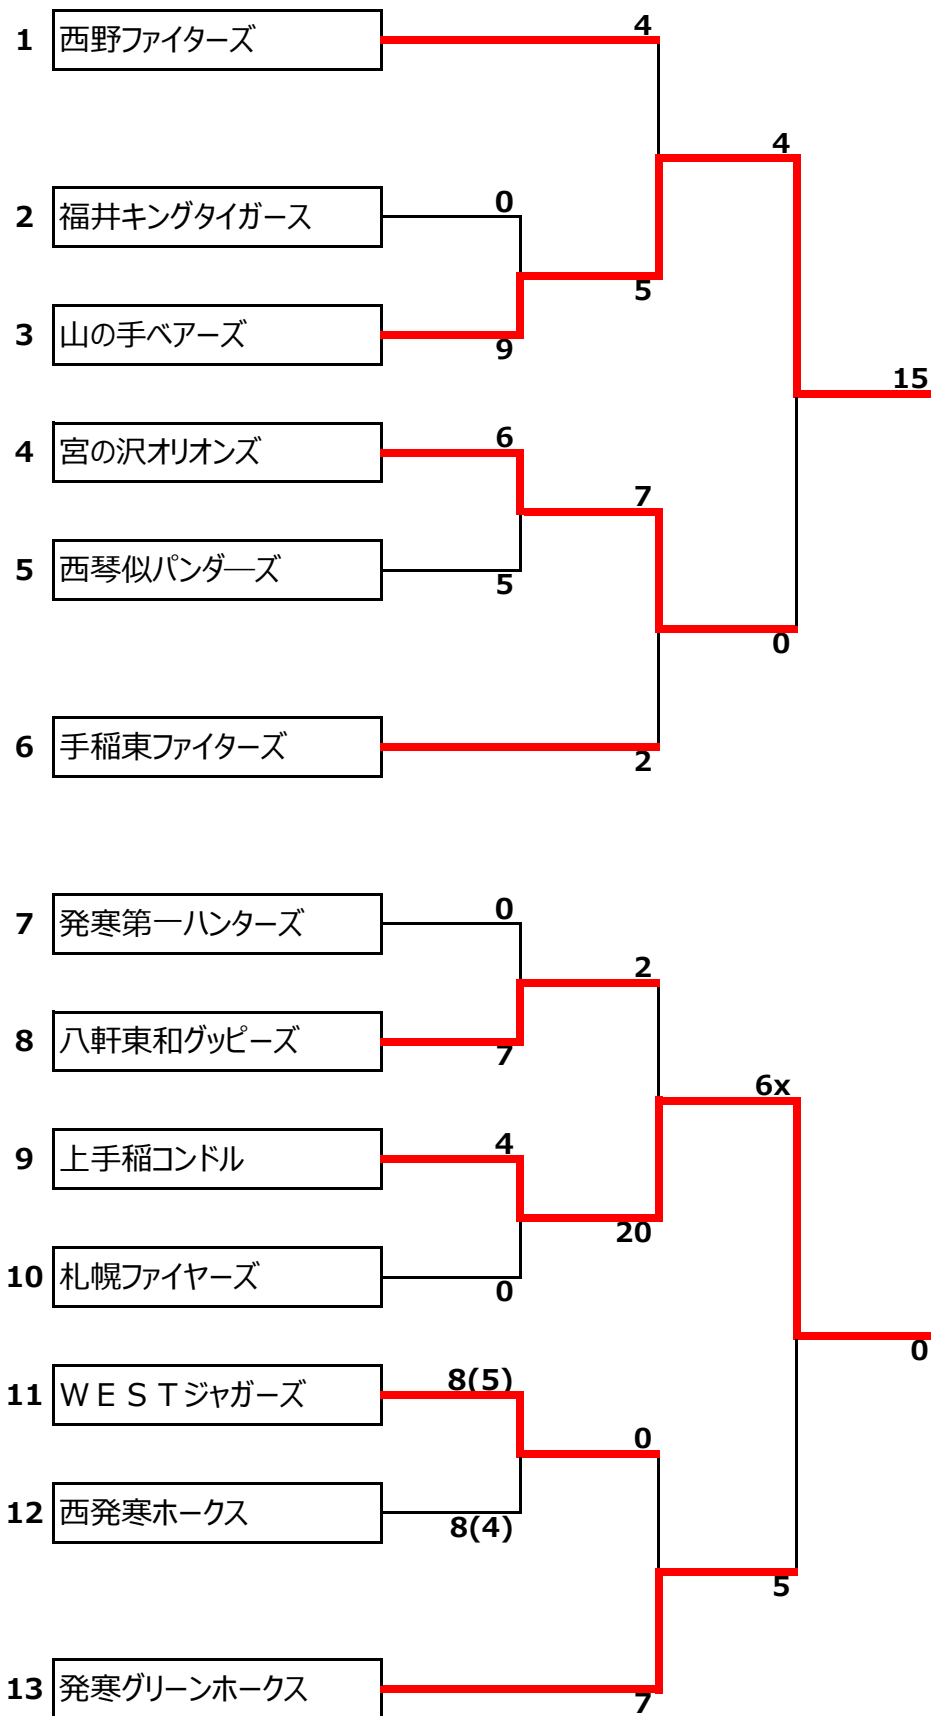 4
1 西野ファイターズ
4
0
2 福井キングタイガース
5
3 山の手ベアーズ
9
15
6
4 宮の沢オリオンズ
7
5 西琴似パンダ―ズ
5
0
6 手稲東ファイターズ
2
0
7 発寒第一ハンターズ
2
8 八軒東和グッピーズ
7
6x
4
9 上手稲コンドル
20
10 札幌ファイヤーズ
0
0
8(5)
11 ＷＥＳＴジャガーズ
0
12 西発寒ホークス
8(4)
5
13 発寒グリーンホークス
7